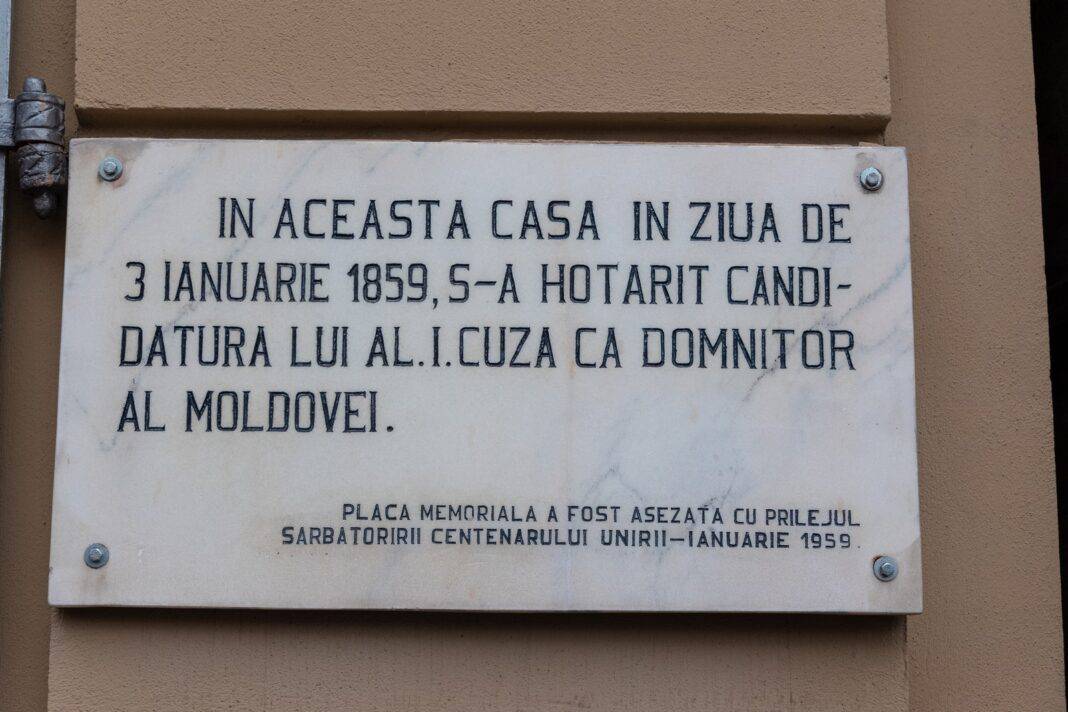 IN ACEASTA CASA IN ZIUA DE
3 IANUARIE 1859, S-A HOTARIT CANDI-
DATURA LUI AL.I.CUZA CA DOMNITOR
AL MOLDOVEI.
PLACA MEMORIALA A FOST ASEZATA CU PRILEJUL
SARBATORIRII CENTENARULUI UNIRII-IANUARIE 1959.